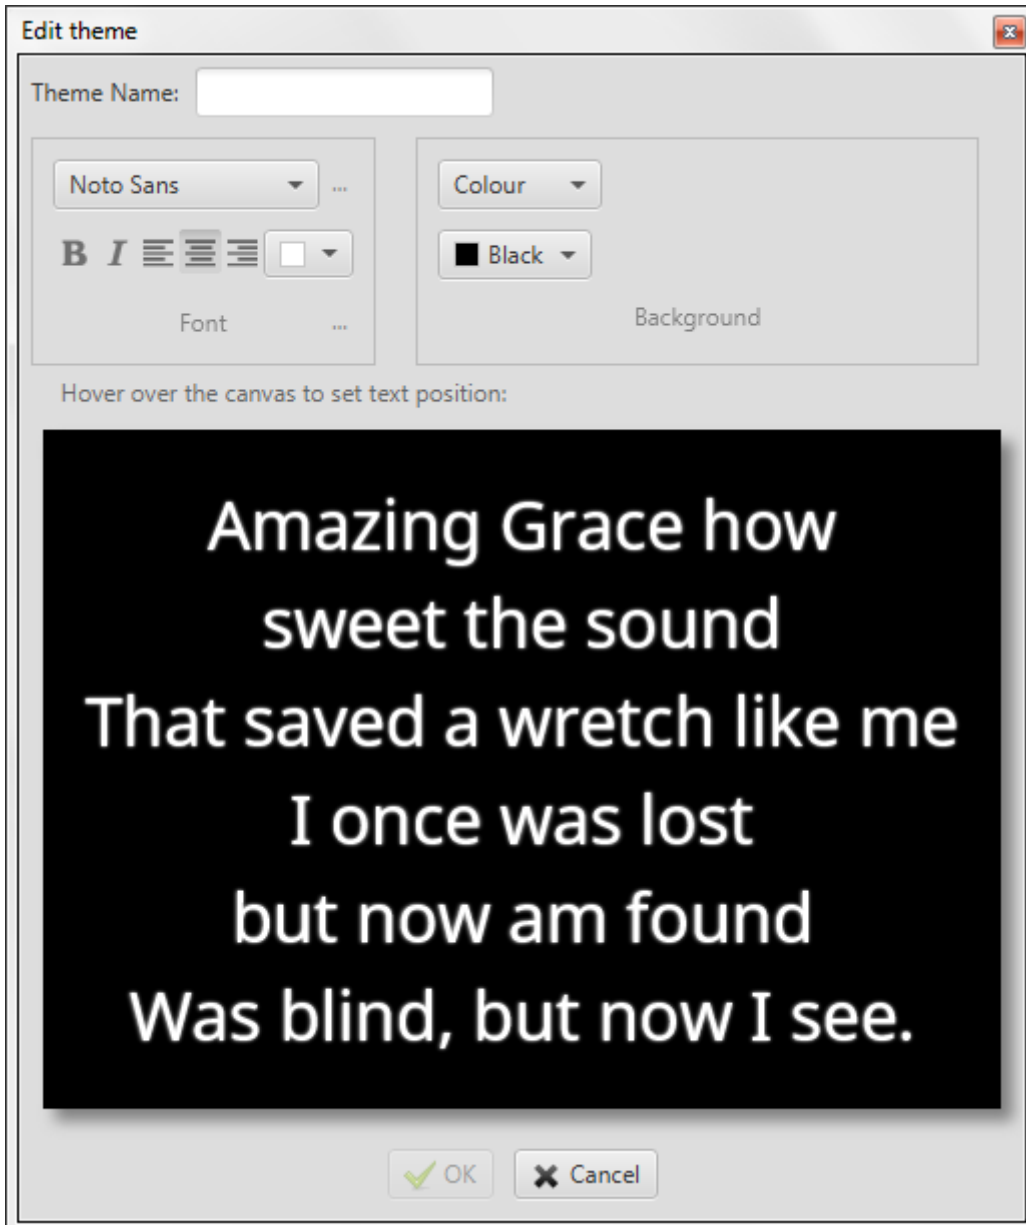 Edit theme
Theme Name:
Noto Sans
...
Colour
B I
Black
Font
...
Background
Hover over the canvas to set text position:
Amazing Grace how
sweet the sound
That saved a wretch like me
I once was lost
but now am found
Was blind, but now I see.
OK
Cancel